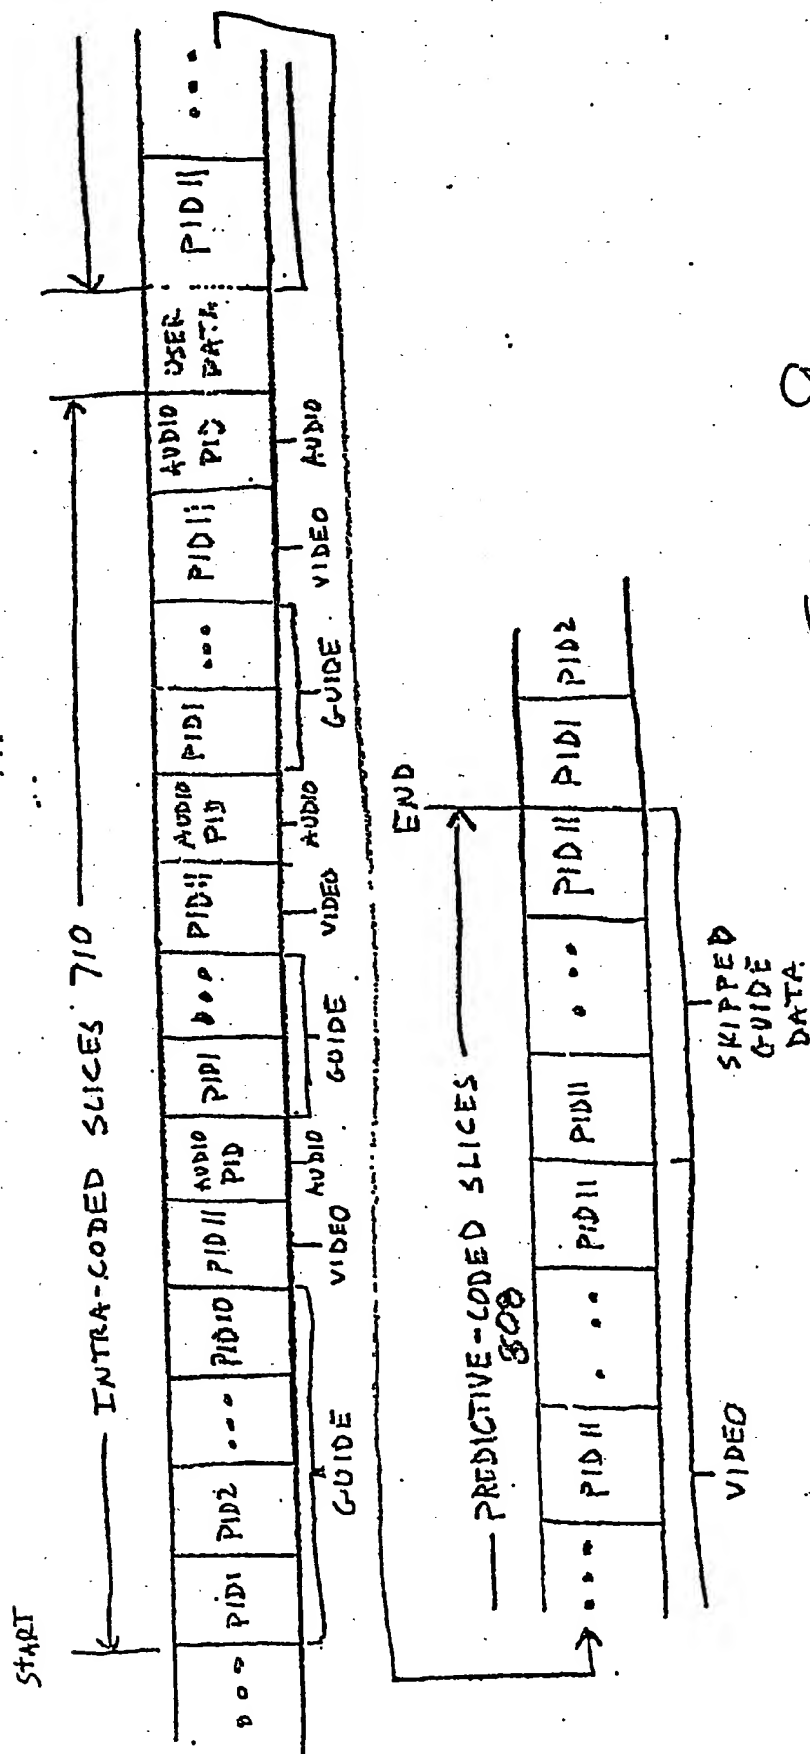 START
INTRA-CODED SLICES 710
... PID1 PID2 ... PID10 PID11 AUDIO PID PID1 ... PID11 AUDIO PID PID1 ... PID11 AUDIO PID USER DATA PID11 ...
GUIDE VIDEO AUDIO GUIDE VIDEO AUDIO GUIDE VIDEO AUDIO
END
PREDICTIVE-CODED SLICES
808
... PID11 ... PID11 PID11 ... PID11 PID1 PID2
VIDEO
SKIPPED
GUIDE
DATA